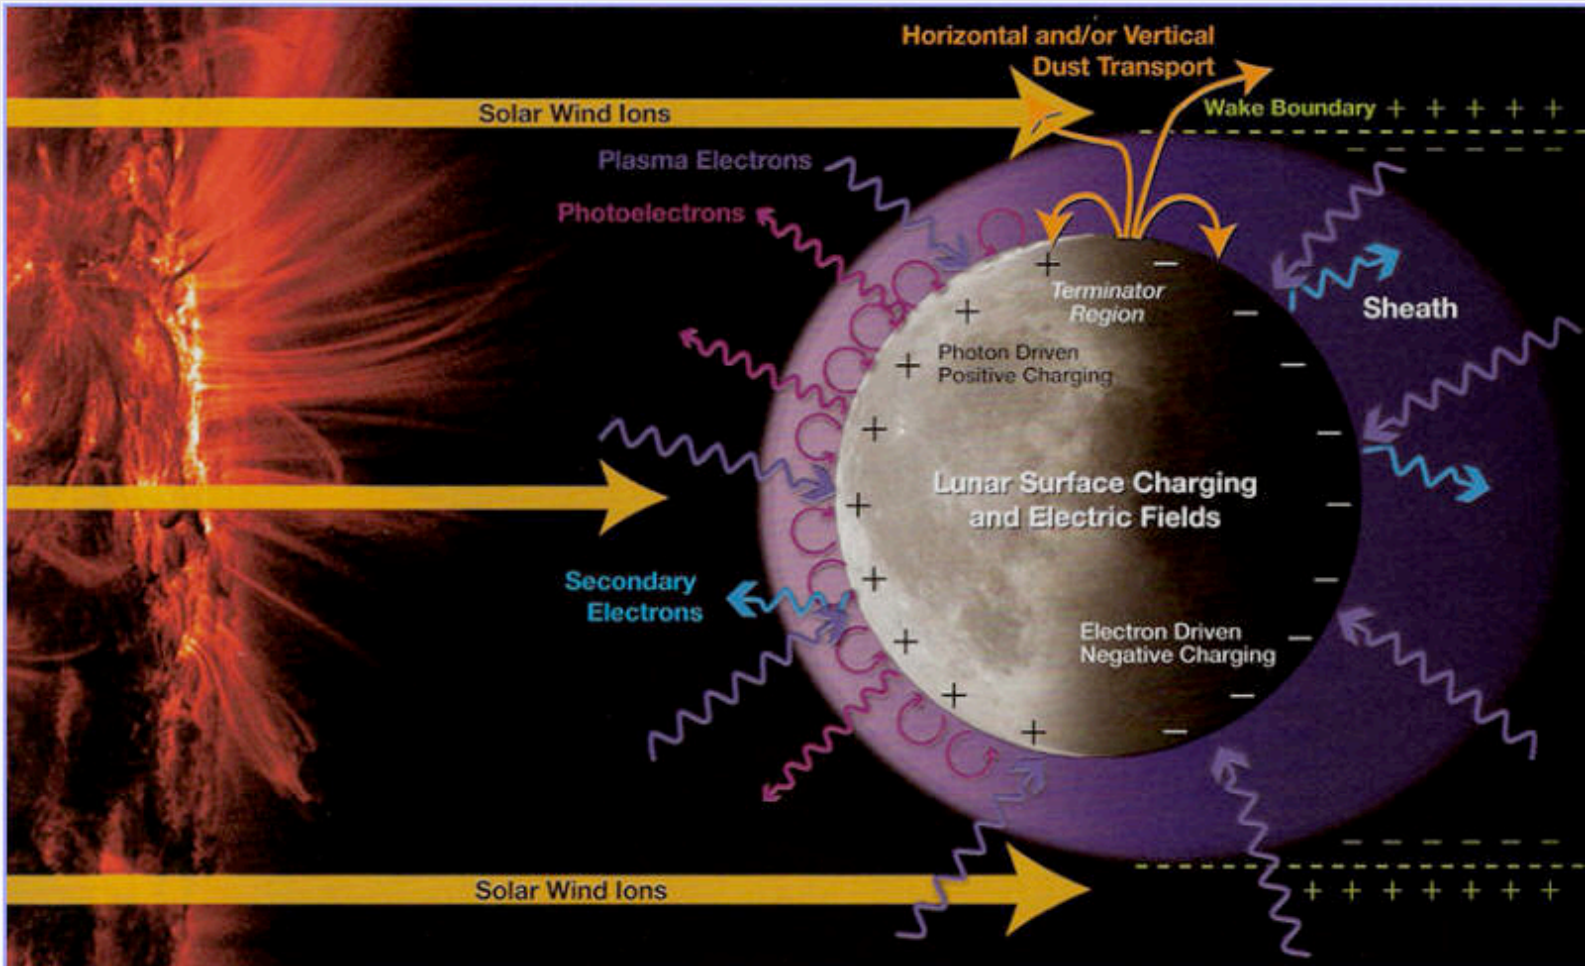 Horizontal and/or Vertical
Dust Transport
Solar Wind Ions
Wake Boundary + + + + +
Plasma Electrons
Photoelectrons
Terminator
Region
Sheath
Photon Driven
Positive Charging
Lunar Surface Charging
and Electric Fields
Secondary
Electrons
Electron Driven
Negative Charging
Solar Wind Ions